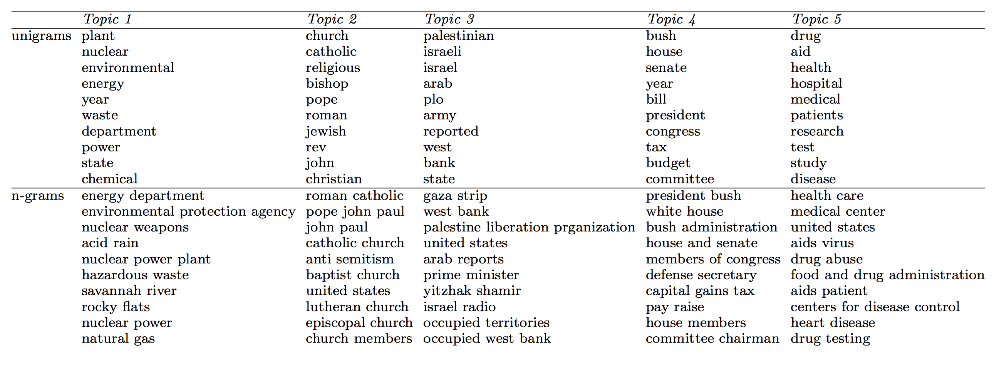 Topic 1 Topic 2 Topic 3 Topic 4 Topic 5
unigrams plant church palestinian bush drug
nuclear catholic israeli house aid
environmental religious israel senate health
energy bishop arab year hospital
year pope plo bill medical
waste roman army president patients
department jewish reported congress research
power rev west tax test
state john bank budget study
chemical christian state committee disease
n-grams energy department roman catholic gaza strip president bush health care
environmental protection agency pope john paul west bank white house medical center
nuclear weapons john paul palestine liberation prganization bush administration united states
acid rain catholic church united states house and senate aids virus
nuclear power plant anti semitism arab reports members of congress drug abuse
hazardous waste baptist church prime minister defense secretary food and drug administration
savannah river united states yitzhak shamir capital gains tax aids patient
rocky flats lutheran church israel radio pay raise centers for disease control
nuclear power episcopal church occupied territories house members heart disease
natural gas church members occupied west bank committee chairman drug testing